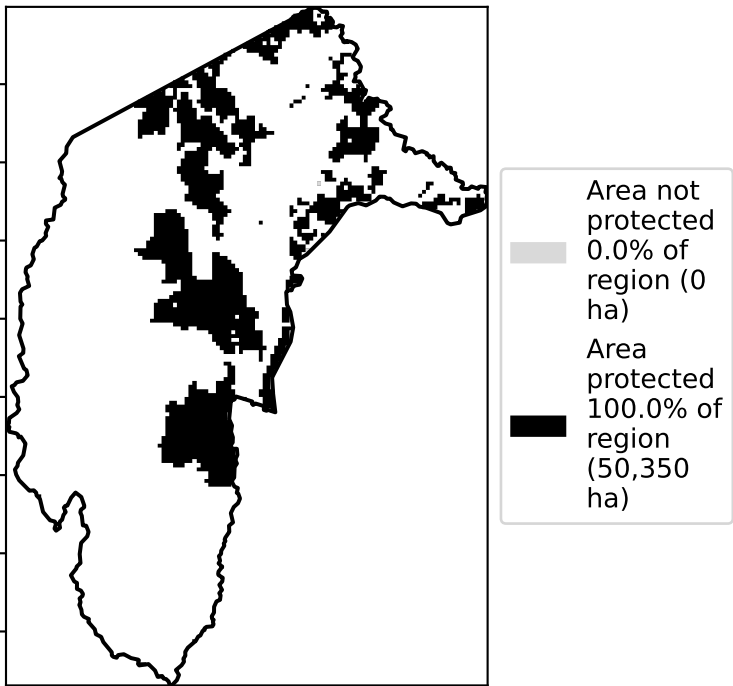 Area not
protected
0.0% of
region (0
ha)
Area
protected
100.0% of
region
(50,350
ha)